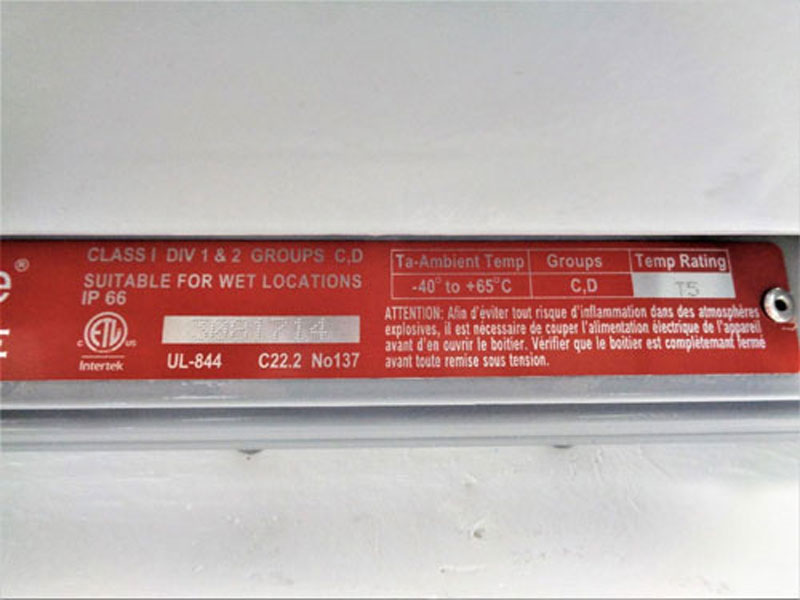 ®
CLASS I DIV 1 & 2 GROUPS C,D
SUITABLE FOR WET LOCATIONS
IP 66
C ETL US
Intertek
3081714
UL-844 C22.2 No137
Ta-Ambient Temp Groups Temp Rating
-40° to +65°C C,D T5
ATTENTION: Afin d'éviter tout risque d'inflammation dans des atmosphères
explosives, il est nécessaire de couper l'alimentation électrique de l'appareil
avant d'en ouvrir le boitier. Vérifier que le boitier est complètement fermé
avant toute remise sous tension.